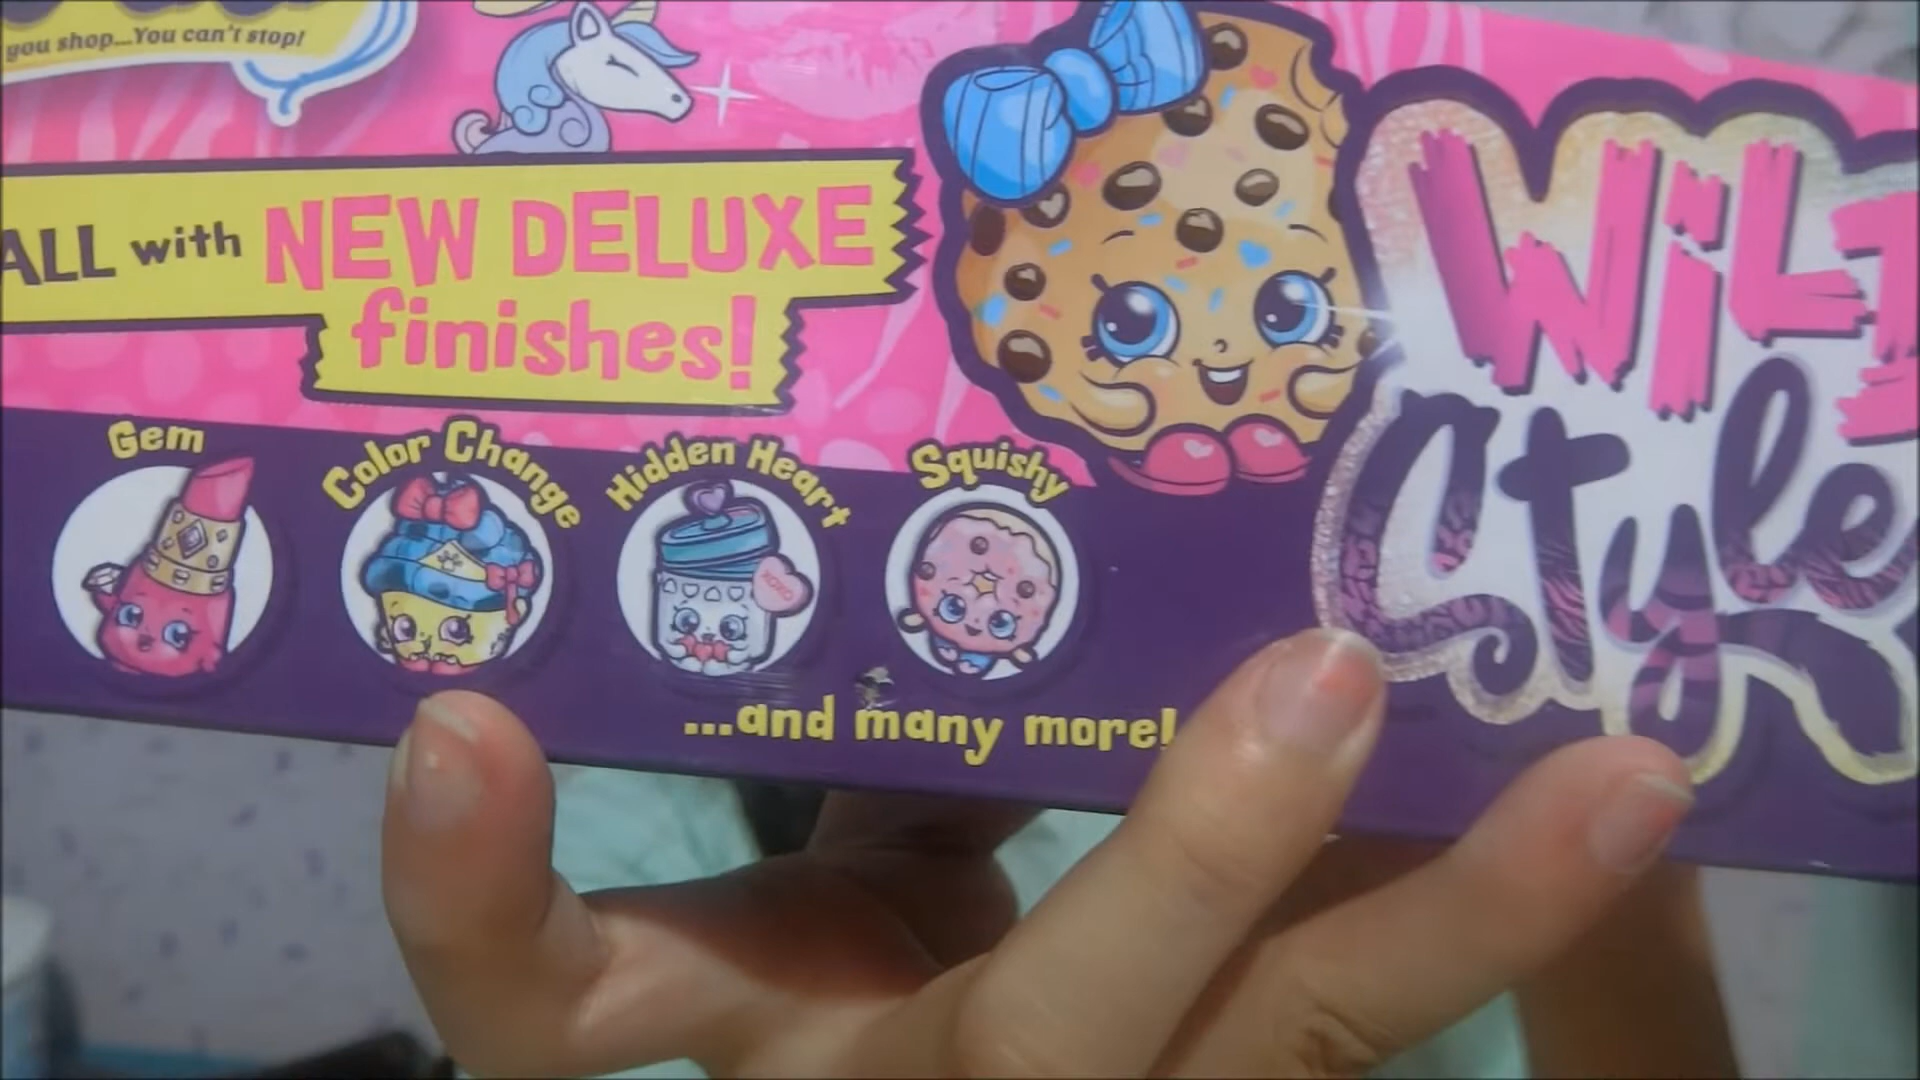 you shop...You can't stop!
ALL with NEW DELUXE
finishes!
Gem
Color Change
Hidden Heart
Squishy
XOXO
...and many more!
WiL
Style